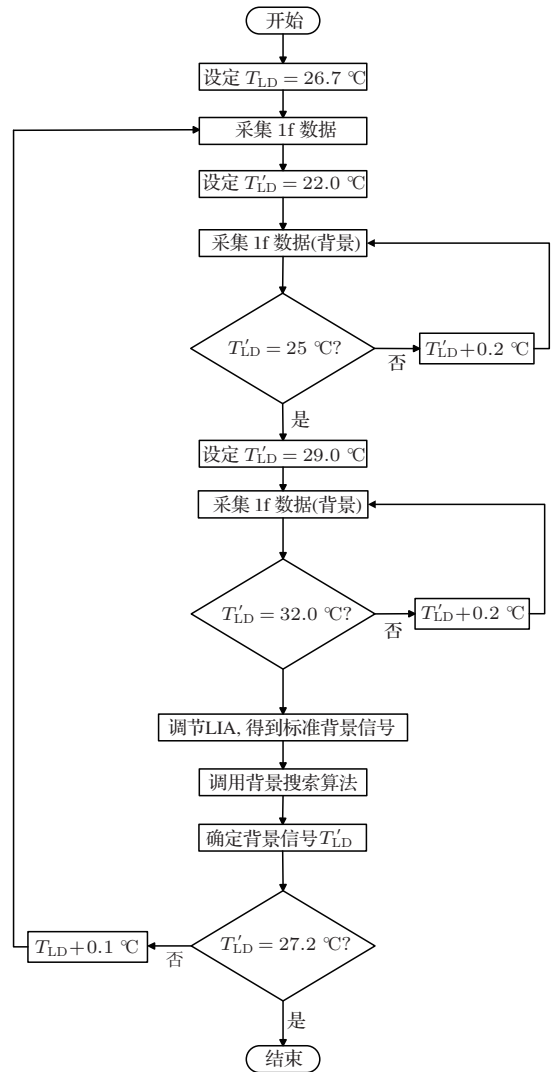 开始
设定 T_LD = 26.7 ℃
采集 1f 数据
设定 T′_LD = 22.0 ℃
采集 1f 数据(背景)
T′_LD = 25 ℃?
否
T′_LD+0.2 ℃
是
设定 T′_LD = 29.0 ℃
采集 1f 数据(背景)
T′_LD = 32.0 ℃?
否
T′_LD+0.2 ℃
调节LIA, 得到标准背景信号
调用背景搜索算法
确定背景信号T′_LD
T′_LD = 27.2 ℃?
否
T_LD+0.1 ℃
是
结束